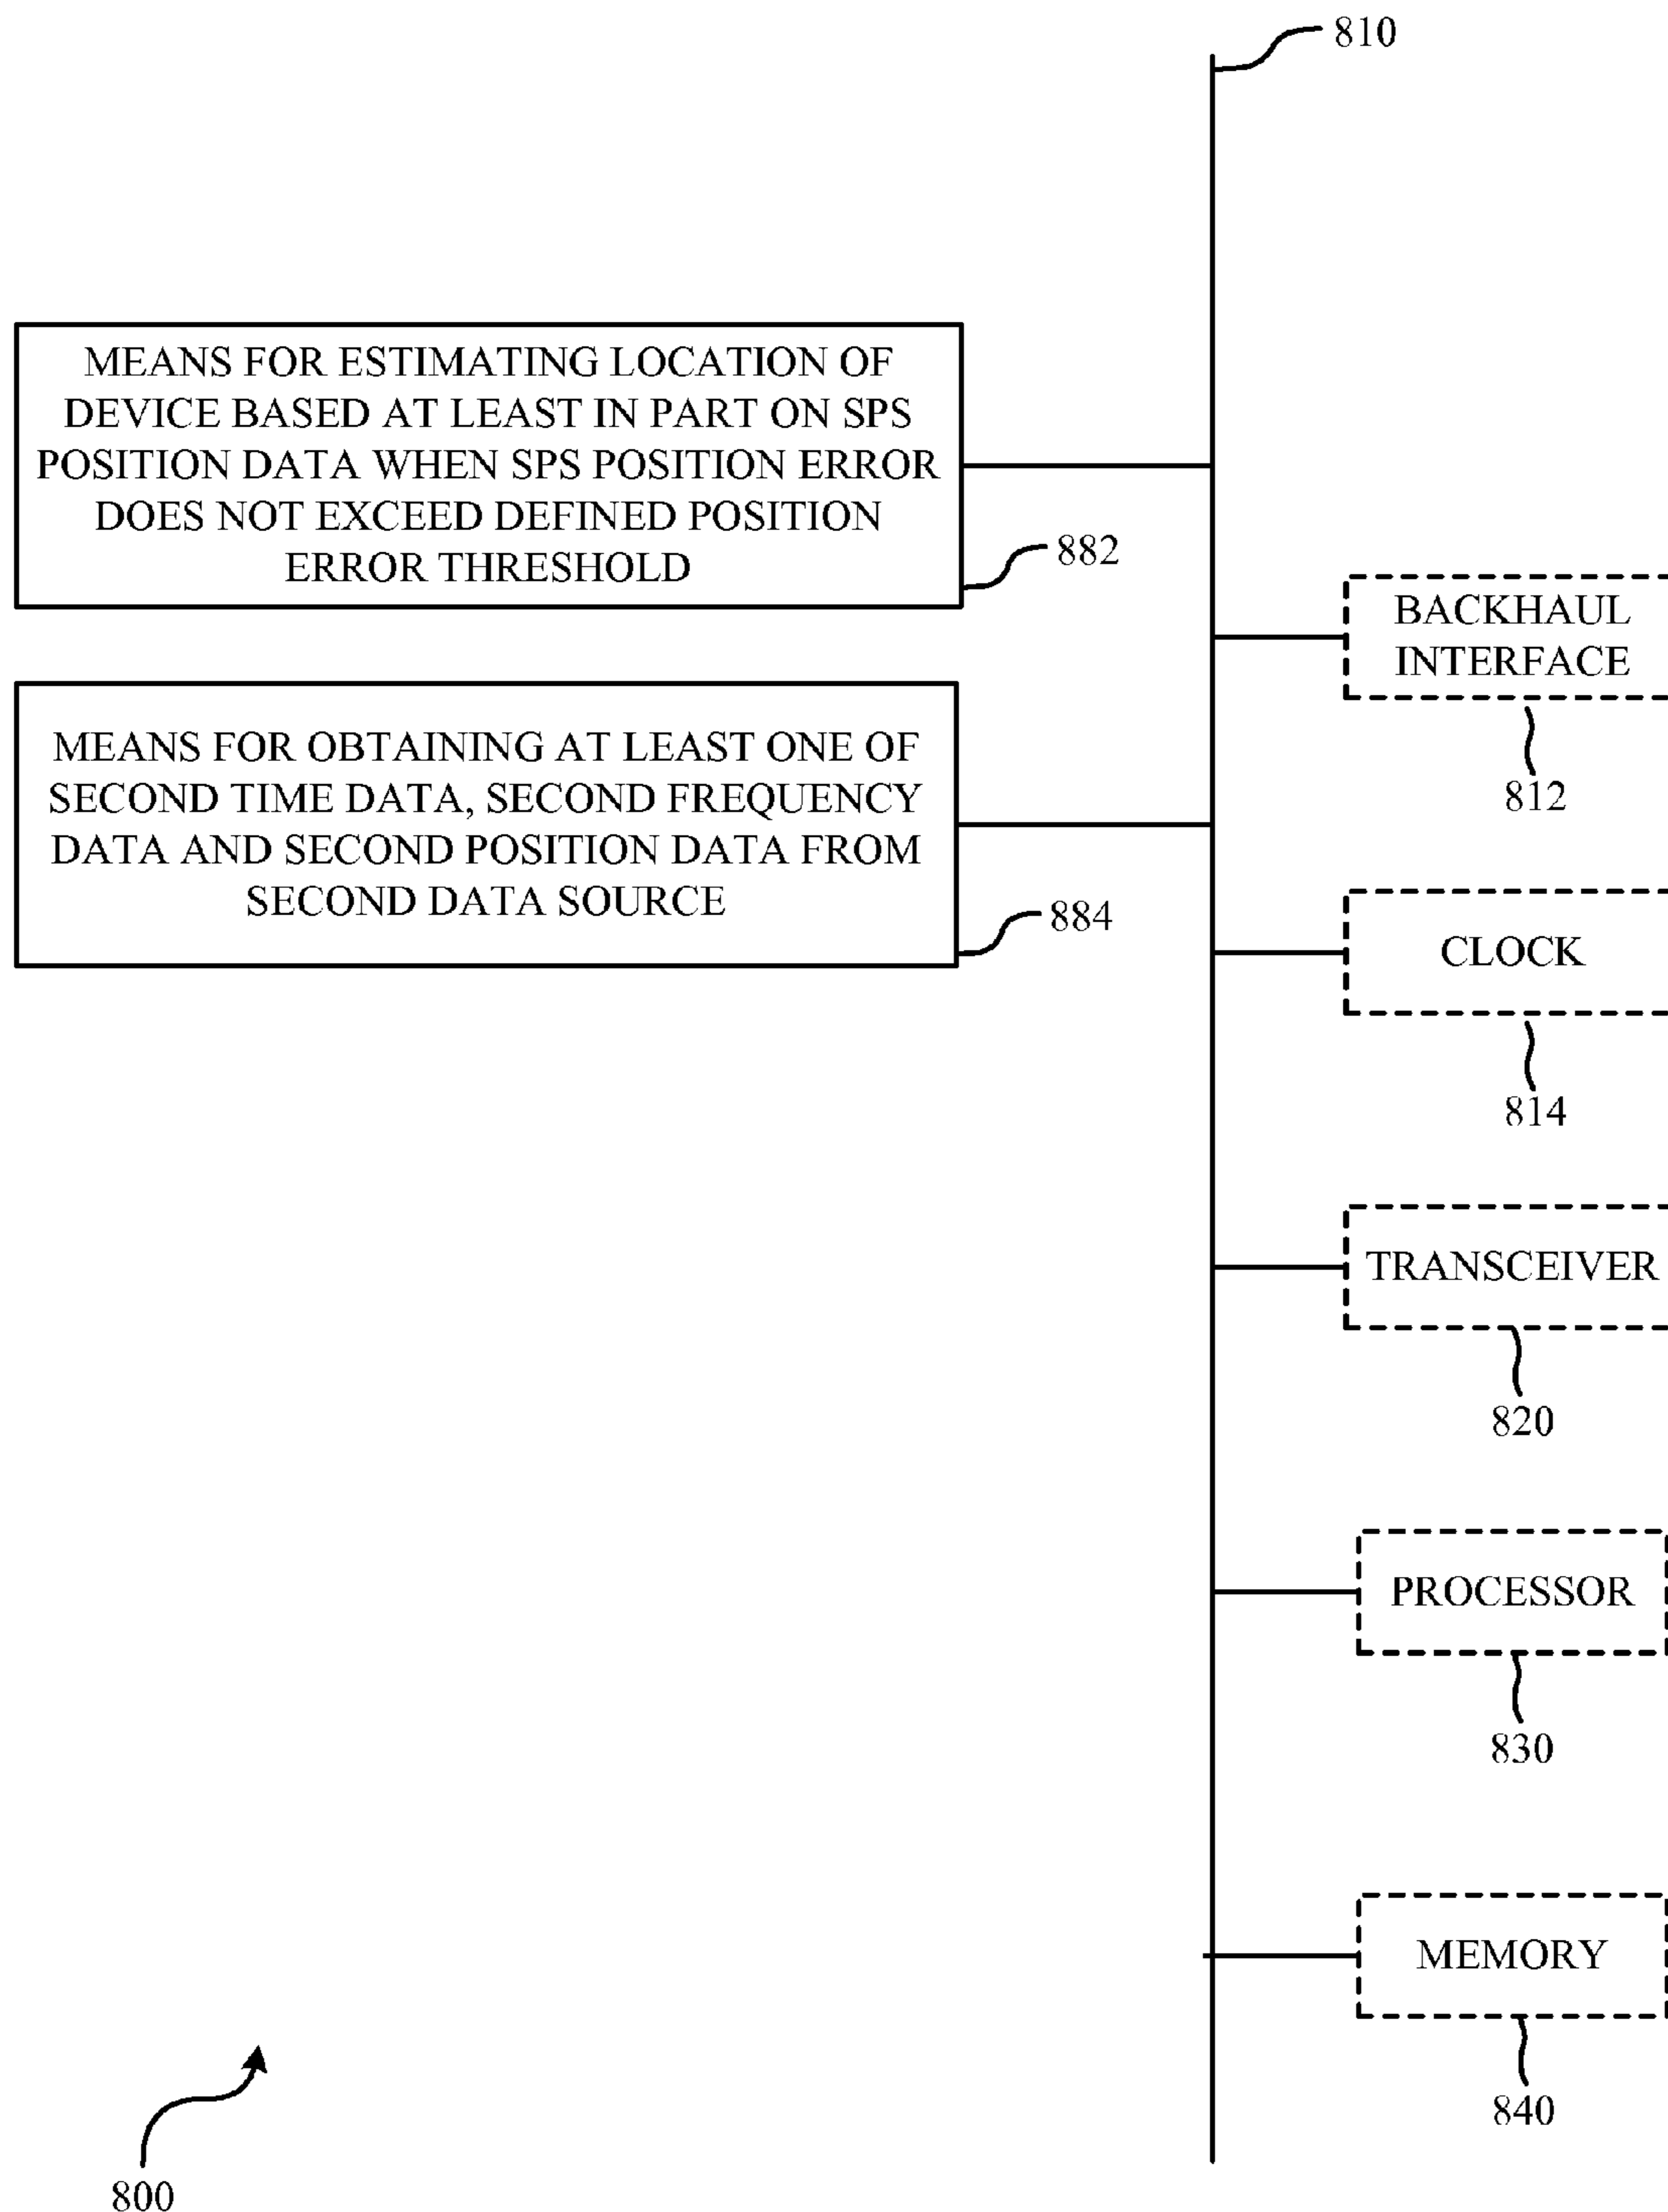 810
MEANS FOR ESTIMATING LOCATION OF
DEVICE BASED AT LEAST IN PART ON SPS
POSITION DATA WHEN SPS POSITION ERROR
DOES NOT EXCEED DEFINED POSITION
ERROR THRESHOLD
882
BACKHAUL
INTERFACE
812
MEANS FOR OBTAINING AT LEAST ONE OF
SECOND TIME DATA, SECOND FREQUENCY
DATA AND SECOND POSITION DATA FROM
SECOND DATA SOURCE
884
CLOCK
814
TRANSCEIVER
820
PROCESSOR
830
MEMORY
840
800